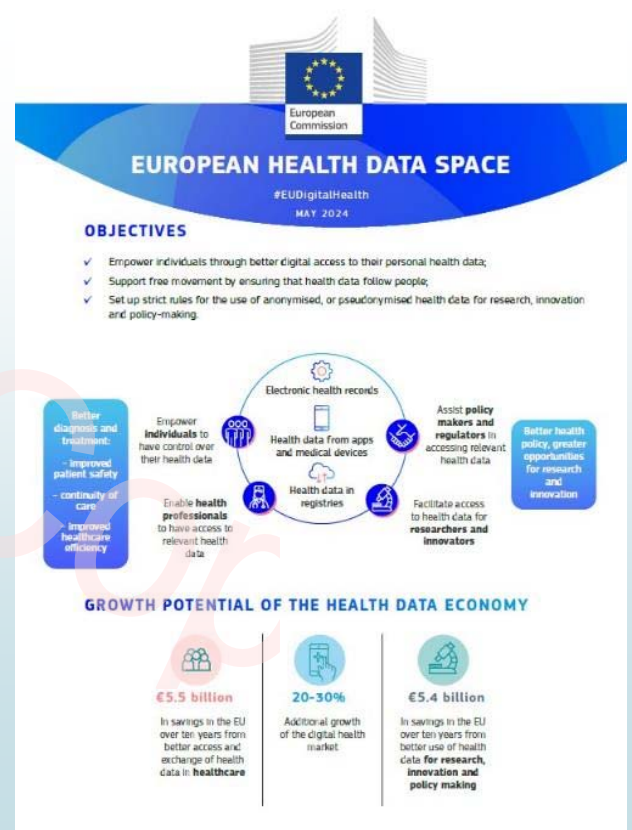 European
Commission
EUROPEAN HEALTH DATA SPACE
#EUDigitalHealth
MAY 2024
OBJECTIVES
✓ Empower individuals through better digital access to their personal health data;
✓ Support free movement by ensuring that health data follow people;
✓ Set up strict rules for the use of anonymised, or pseudonymised health data for research, innovation
and policy-making.
Better
diagnosis and
treatment:
- improved
patient safety
- continuity of
care
- improved
healthcare
efficiency
Empower
individuals to
have control over
their health data
Enable health
professionals
to have access to
relevant health
data
Electronic health records
Health data from apps
and medical devices
Health data in
registries
Assist policy
makers and
regulators in
accessing relevant
health data
Facilitate access
to health data for
researchers and
innovators
Better health
policy, greater
opportunities
for research
and
innovation
GROWTH POTENTIAL OF THE HEALTH DATA ECONOMY
€5.5 billion
In savings in the EU
over ten years from
better access and
exchange of health
data in healthcare
20-30%
Additional growth
of the digital health
market
€5.4 billion
In savings in the EU
over ten years from
better use of health
data for research,
innovation and
policy making